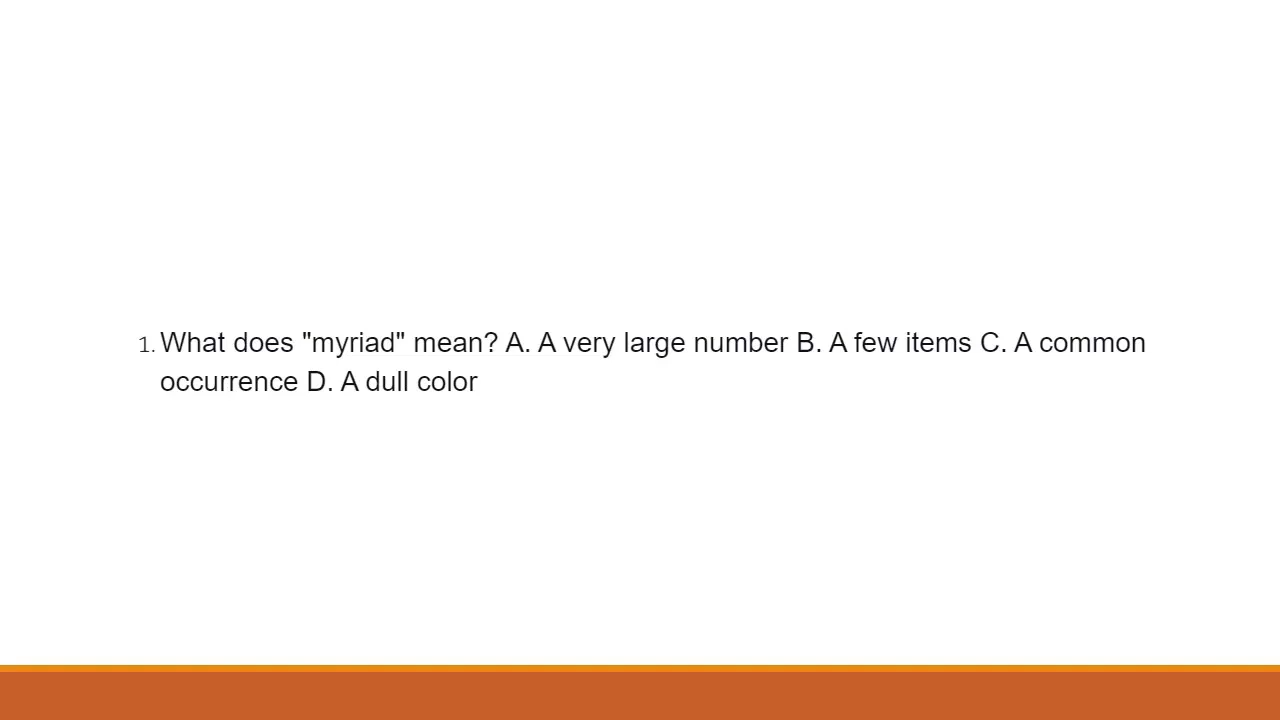 1. What does "myriad" mean? A. A very large number B. A few items C. A common
occurrence D. A dull color